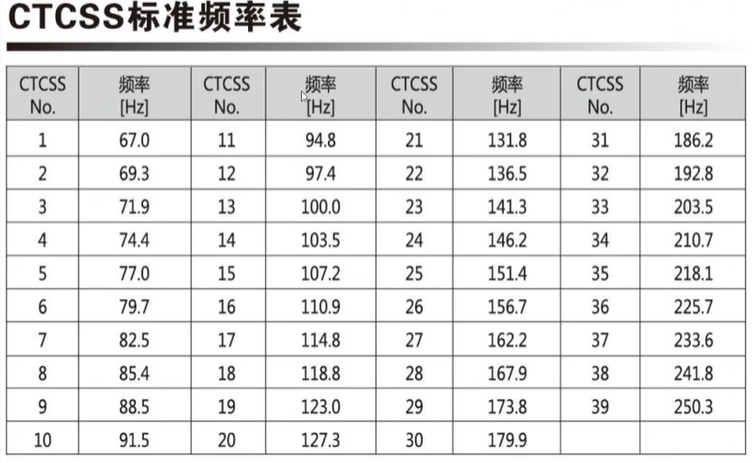 CTCSS标准频率表
CTCSS 频率 CTCSS 频率 CTCSS 频率 CTCSS 频率
No. [Hz] No. [Hz] No. [Hz] No. [Hz]
1 67.0 11 94.8 21 131.8 31 186.2
2 69.3 12 97.4 22 136.5 32 192.8
3 71.9 13 100.0 23 141.3 33 203.5
4 74.4 14 103.5 24 146.2 34 210.7
5 77.0 15 107.2 25 151.4 35 218.1
6 79.7 16 110.9 26 156.7 36 225.7
7 82.5 17 114.8 27 162.2 37 233.6
8 85.4 18 118.8 28 167.9 38 241.8
9 88.5 19 123.0 29 173.8 39 250.3
10 91.5 20 127.3 30 179.9